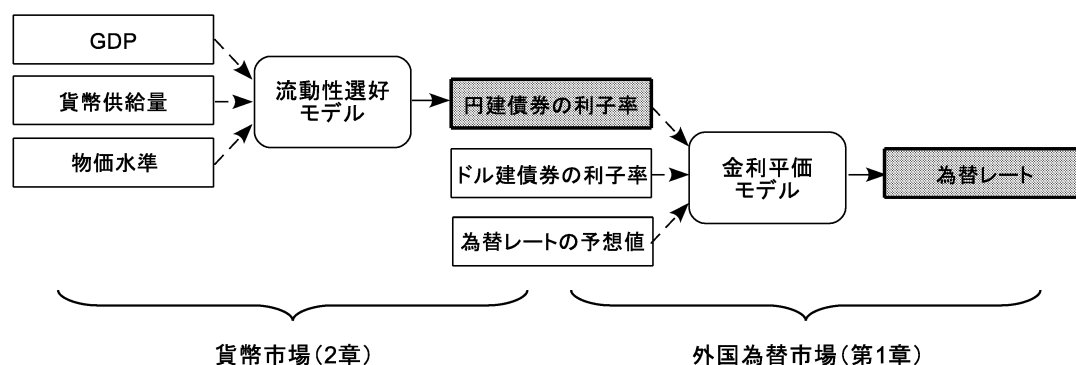 GDP
貨幣供給量
物価水準
流動性選好
モデル
円建債券の利子率
ドル建債券の利子率
為替レートの予想値
金利平価
モデル
為替レート
貨幣市場(2章)
外国為替市場(第1章)